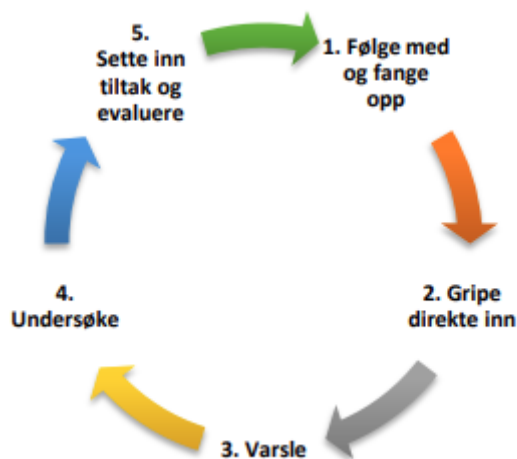 1. Følge med
og fange
opp
2. Gripe
direkte inn
3. Varsle
4.
Undersøke
5.
Sette inn
tiltak og
evaluere